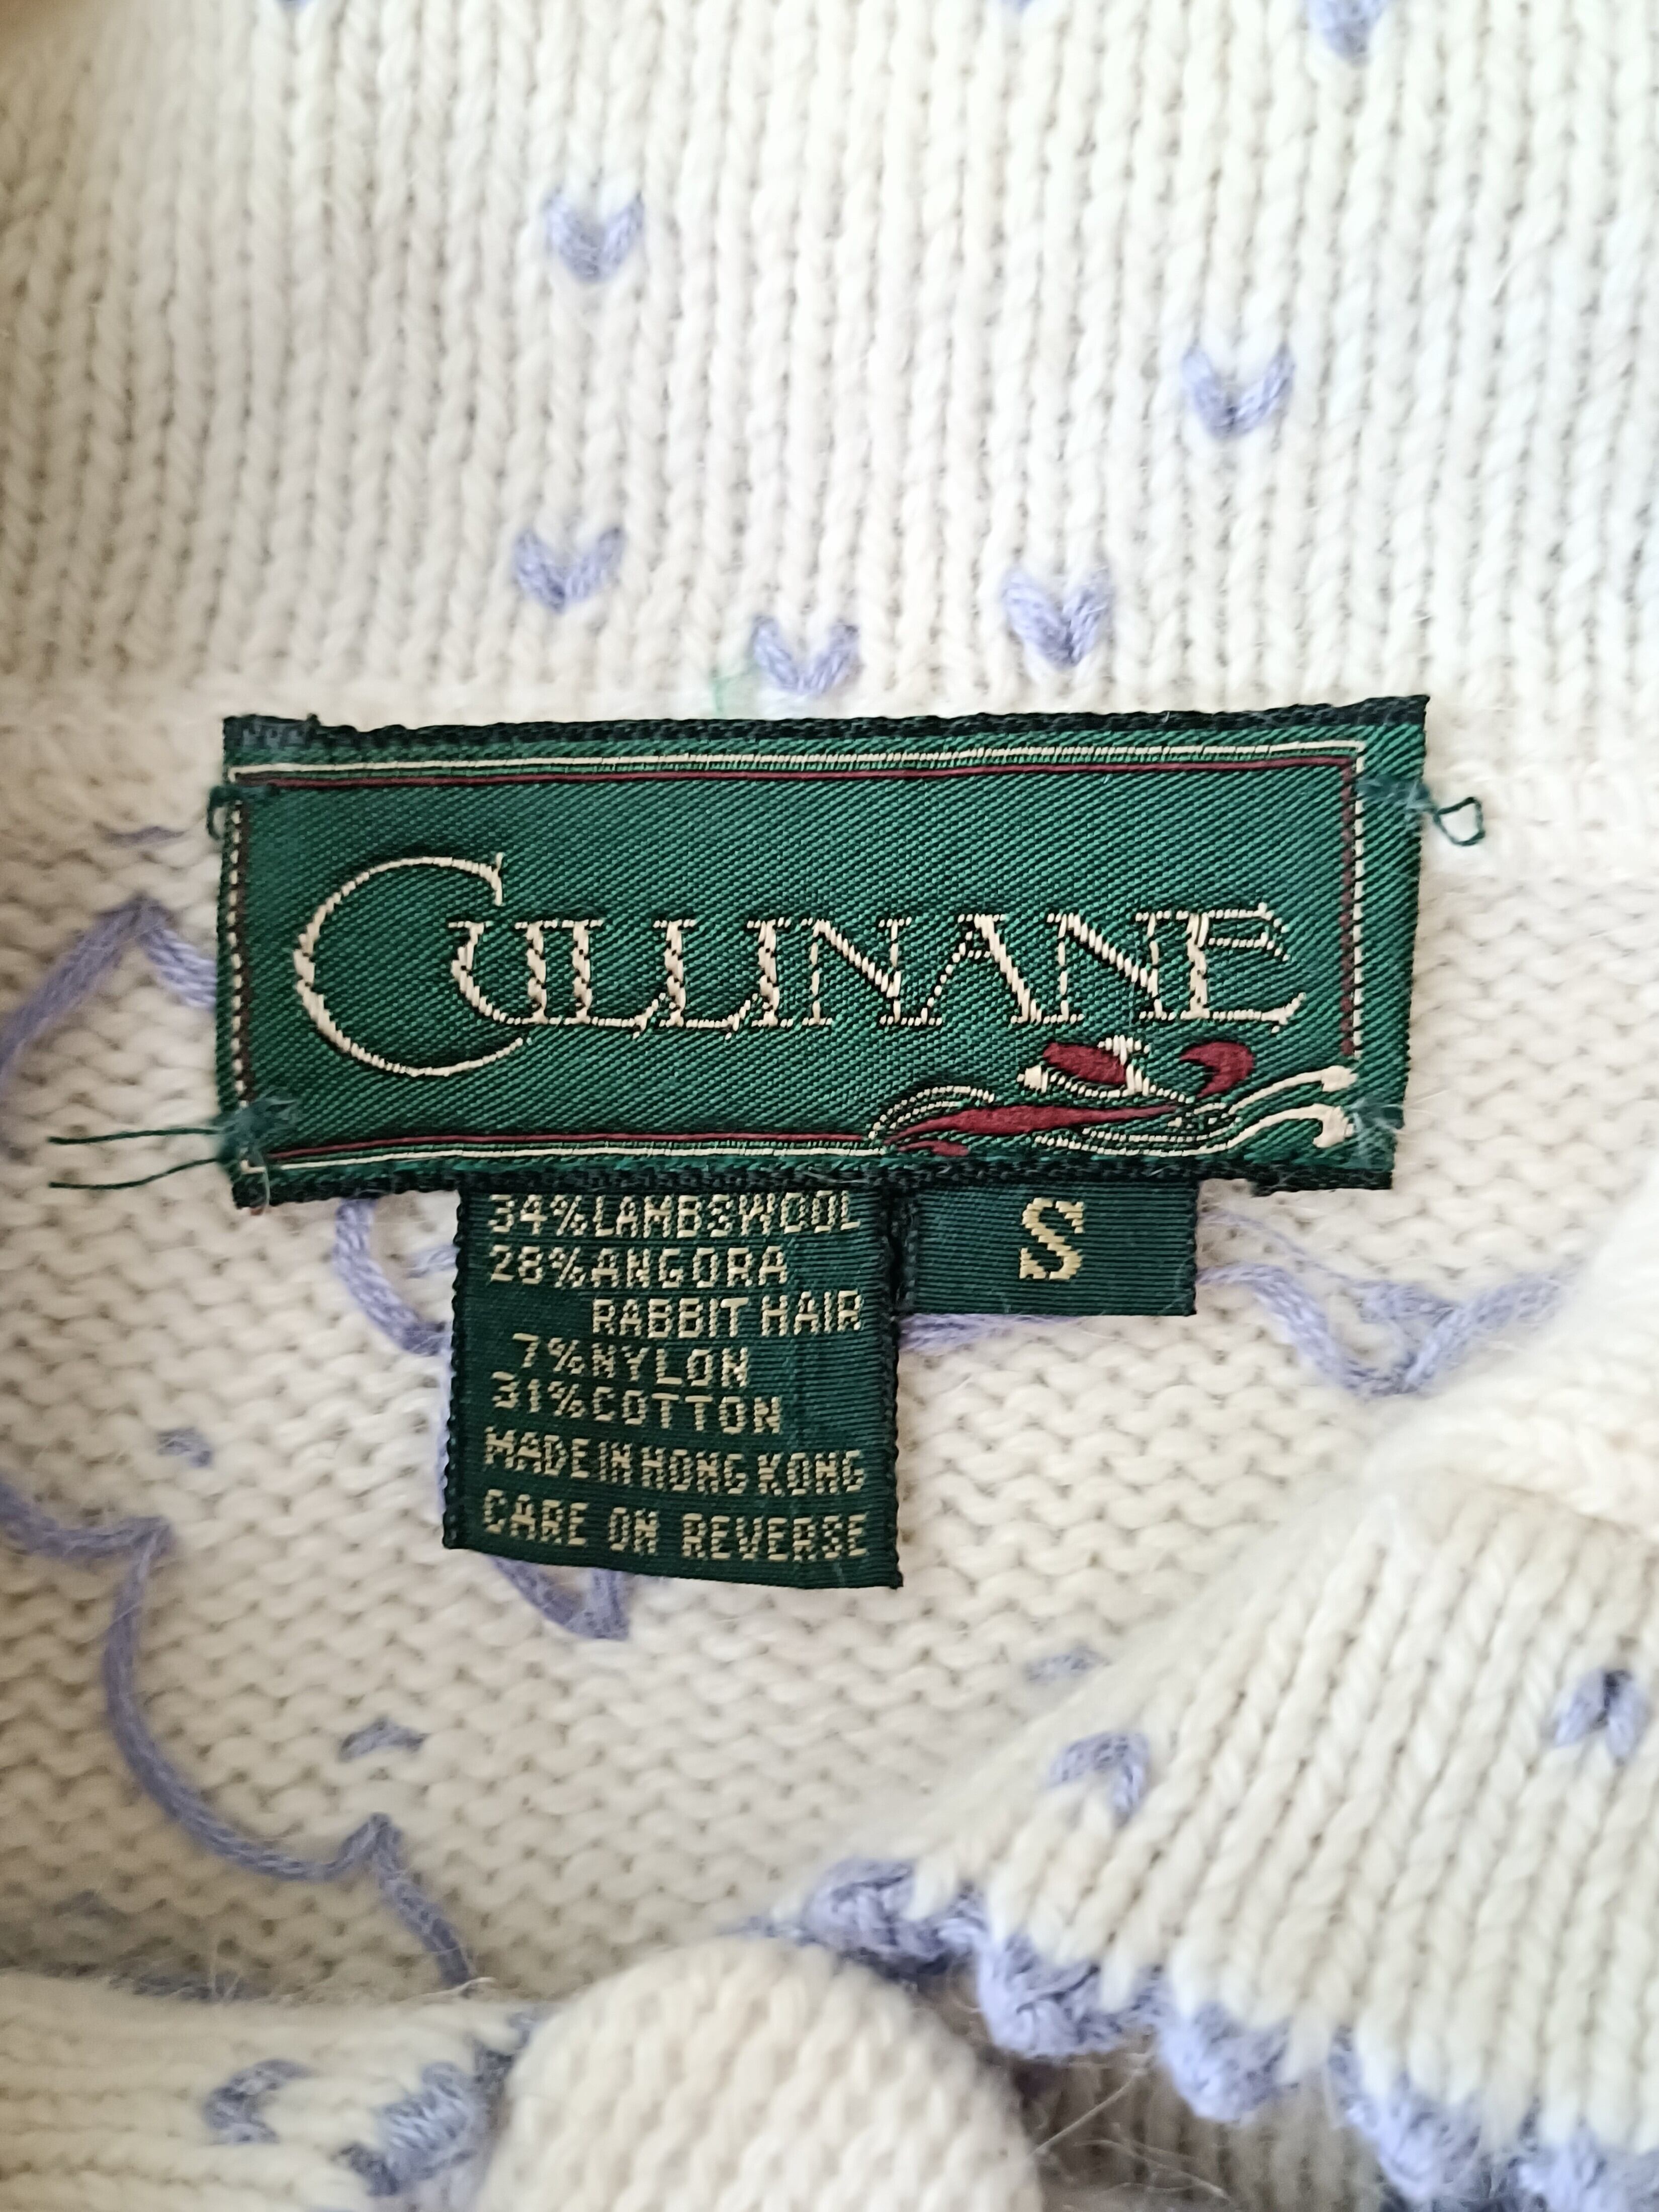 CULLINANE
34% LAMBSWOOL
28% ANGORA
RABBIT HAIR
7% NYLON
31% COTTON
MADE IN HONG KONG
CARE ON REVERSE
S